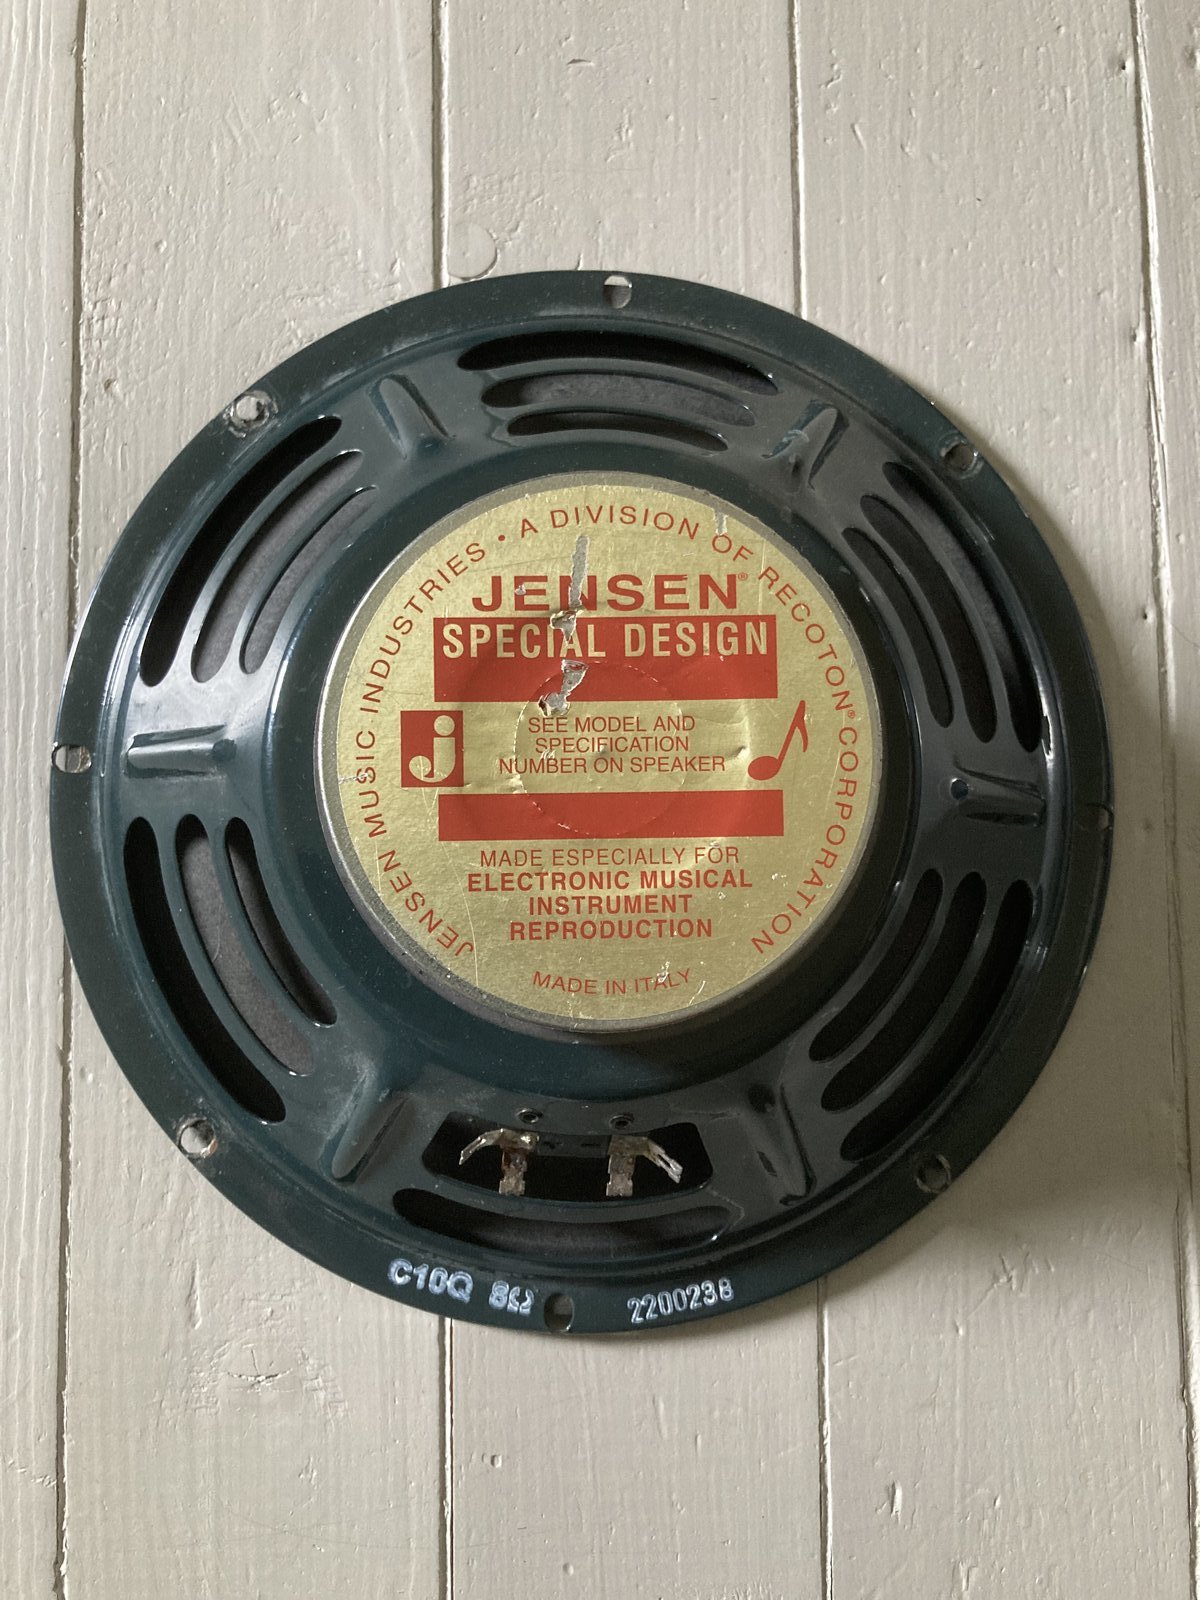 JENSEN MUSIC INDUSTRIES • A DIVISION OF RECOTON® CORPORATION
JENSEN®
SPECIAL DESIGN
j
SEE MODEL AND
SPECIFICATION
NUMBER ON SPEAKER
MADE ESPECIALLY FOR
ELECTRONIC MUSICAL
INSTRUMENT
REPRODUCTION
MADE IN ITALY
C10Q 8Ω
2200238